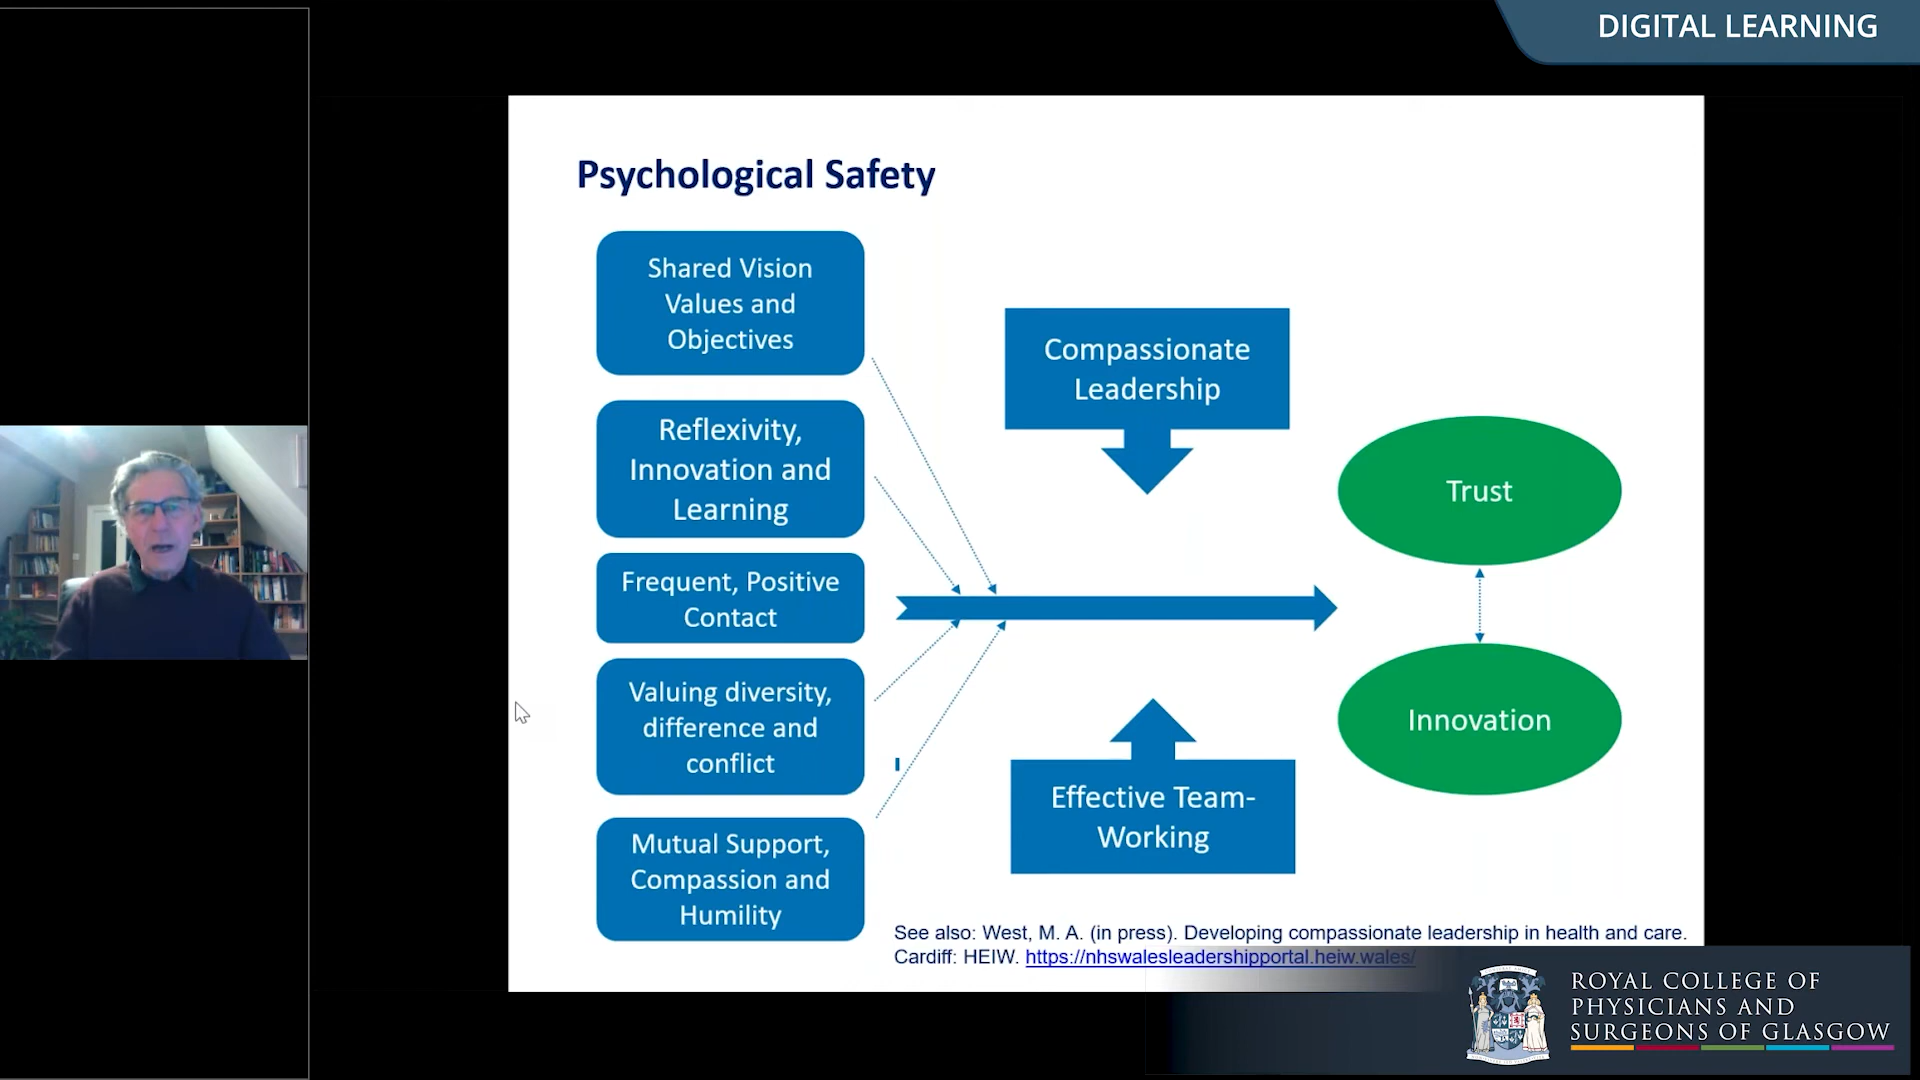 DIGITAL LEARNING
Psychological Safety
Shared Vision
Values and
Objectives
Reflexivity,
Innovation and
Learning
Frequent, Positive
Contact
Valuing diversity,
difference and
conflict
Mutual Support,
Compassion and
Humility
Compassionate
Leadership
Effective Team-
Working
Trust
Innovation
See also: West, M. A. (in press). Developing compassionate leadership in health and care.
Cardiff: HEIW. https://nhswalesleadershipportal.heiw.wales/
ROYAL COLLEGE OF
PHYSICIANS AND
SURGEONS OF GLASGOW